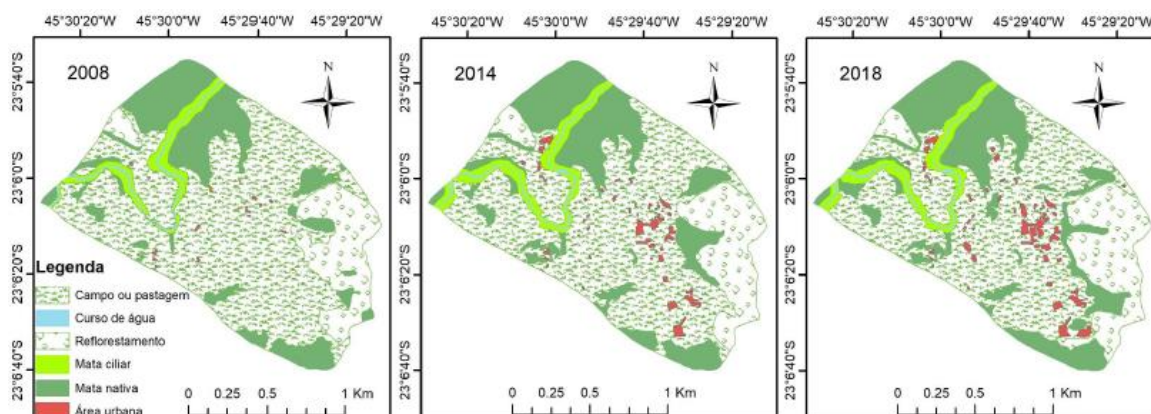 45°30'20"W 45°30'0"W 45°29'40"W 45°29'20"W
2008
N
23°5'40"S
23°6'0"S
23°6'20"S
23°6'40"S
Legenda
Campo ou pastagem
Curso de água
Reflorestamento
Mata ciliar
Mata nativa
Área urbana
0 0.25 0.5 1 Km
45°30'20"W 45°30'0"W 45°29'40"W 45°29'20"W
2014
N
23°5'40"S
23°6'0"S
23°6'20"S
23°6'40"S
0 0.25 0.5 1 Km
45°30'20"W 45°30'0"W 45°29'40"W 45°29'20"W
2018
N
23°5'40"S
23°6'0"S
23°6'20"S
23°6'40"S
0 0.25 0.5 1 Km